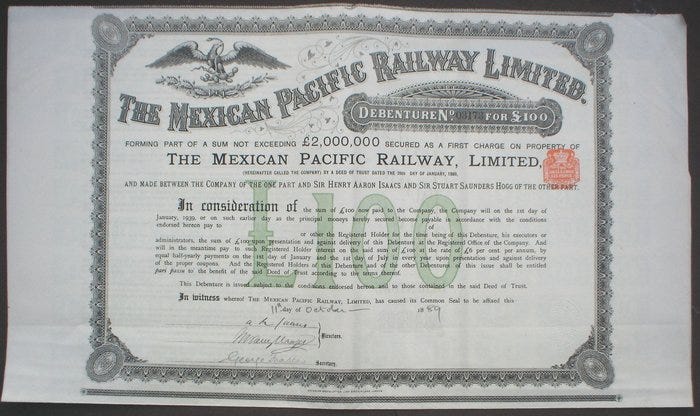 THE MEXICAN PACIFIC RAILWAY LIMITED.
DEBENTURE No 03173 FOR £100
FORMING PART OF A SUM NOT EXCEEDING £2,000,000 SECURED AS A FIRST CHARGE ON PROPERTY OF
THE MEXICAN PACIFIC RAILWAY, LIMITED,
(HEREINAFTER CALLED THE COMPANY) BY A DEED OF TRUST DATED THE DAY OF JANUARY, 1889,
AND MADE BETWEEN THE COMPANY OF THE ONE PART AND SIR HENRY AARON ISAACS AND SIR STUART SAUNDERS HOGG OF THE OTHER PART.
In consideration of the sum of £100 now paid to the Company, the Company will on the 1st day of
January, 1939, or on such earlier day as the principal moneys hereby secured become payable in accordance with the conditions
endorsed hereon pay to of
or other the Registered Holder for the time being of this Debenture, his executors or
administrators, the sum of £100 upon presentation and against delivery of this Debenture at the Registered Office of the Company. And
will in the meantime pay to such Registered Holder interest on the said sum of £100 at the rate of £6 per cent. per annum, by
equal half-yearly payments on the 1st day of January and the 1st day of July in every year upon presentation and against delivery
of the proper coupons. And the Registered Holders of this Debenture and the other Debentures of this issue shall be entitled
pari passu to the benefit of the said Deed of Trust according to the tenor thereof.
This Debenture is issued subject to the conditions endorsed hereon and to those contained in the said Deed of Trust.
£100
In witness whereof THE MEXICAN PACIFIC RAILWAY, LIMITED, has caused its Common Seal to be affixed this
11th day of October 1889
Directors.
George
Secretary.